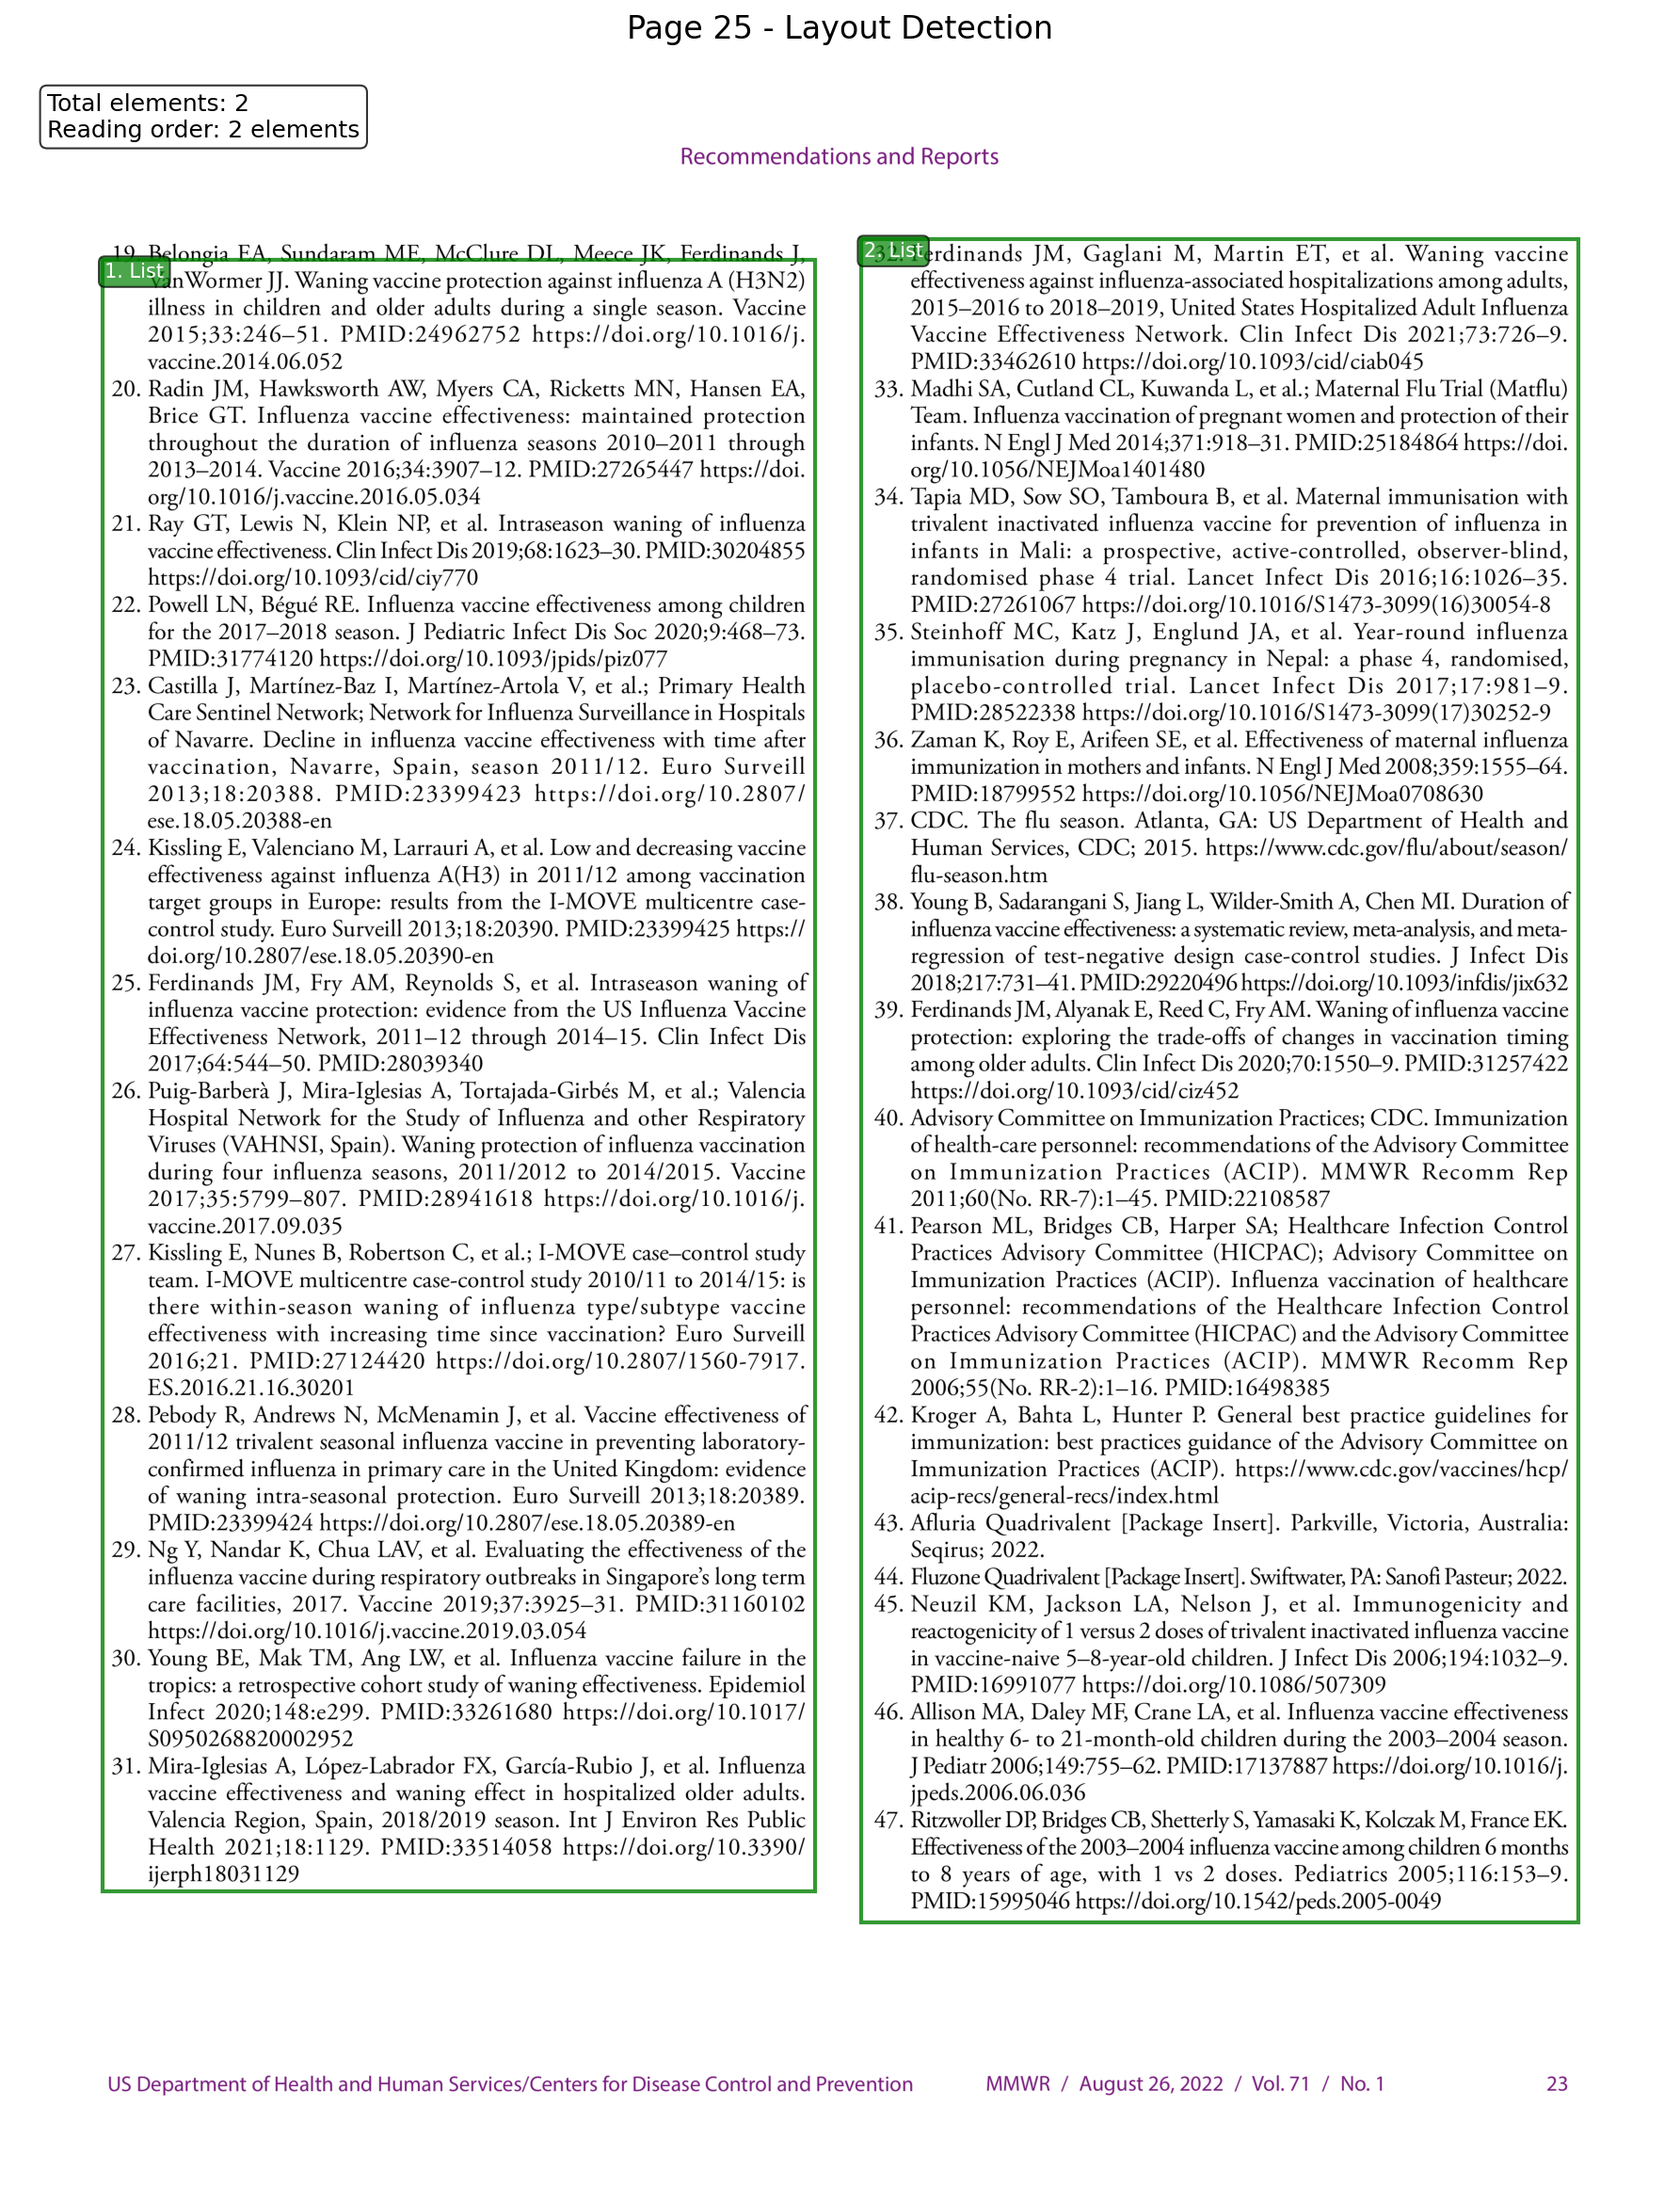 Page 25 - Layout Detection
Total elements: 2
Reading order: 2 elements
Recommendations and Reports
19. Belongia EA, Sundaram ME, McClure DL, Meece JK, Ferdinands J,
1. List
VanWormer JJ. Waning vaccine protection against influenza A (H3N2)
illness in children and older adults during a single season. Vaccine
2015;33:246–51. PMID:24962752 https://doi.org/10.1016/j.
vaccine.2014.06.052
20. Radin JM, Hawksworth AW, Myers CA, Ricketts MN, Hansen EA,
Brice GT. Influenza vaccine effectiveness: maintained protection
throughout the duration of influenza seasons 2010–2011 through
2013–2014. Vaccine 2016;34:3907–12. PMID:27265447 https://doi.
org/10.1016/j.vaccine.2016.05.034
21. Ray GT, Lewis N, Klein NP, et al. Intraseason waning of influenza
vaccine effectiveness. Clin Infect Dis 2019;68:1623–30. PMID:30204855
https://doi.org/10.1093/cid/ciy770
22. Powell LN, Bégué RE. Influenza vaccine effectiveness among children
for the 2017–2018 season. J Pediatric Infect Dis Soc 2020;9:468–73.
PMID:31774120 https://doi.org/10.1093/jpids/piz077
23. Castilla J, Martínez-Baz I, Martínez-Artola V, et al.; Primary Health
Care Sentinel Network; Network for Influenza Surveillance in Hospitals
of Navarre. Decline in influenza vaccine effectiveness with time after
vaccination, Navarre, Spain, season 2011/12. Euro Surveill
2013;18:20388. PMID:23399423 https://doi.org/10.2807/
ese.18.05.20388-en
24. Kissling E, Valenciano M, Larrauri A, et al. Low and decreasing vaccine
effectiveness against influenza A(H3) in 2011/12 among vaccination
target groups in Europe: results from the I-MOVE multicentre case-
control study. Euro Surveill 2013;18:20390. PMID:23399425 https://
doi.org/10.2807/ese.18.05.20390-en
25. Ferdinands JM, Fry AM, Reynolds S, et al. Intraseason waning of
influenza vaccine protection: evidence from the US Influenza Vaccine
Effectiveness Network, 2011–12 through 2014–15. Clin Infect Dis
2017;64:544–50. PMID:28039340
26. Puig-Barberà J, Mira-Iglesias A, Tortajada-Girbés M, et al.; Valencia
Hospital Network for the Study of Influenza and other Respiratory
Viruses (VAHNSI, Spain). Waning protection of influenza vaccination
during four influenza seasons, 2011/2012 to 2014/2015. Vaccine
2017;35:5799–807. PMID:28941618 https://doi.org/10.1016/j.
vaccine.2017.09.035
27. Kissling E, Nunes B, Robertson C, et al.; I-MOVE case–control study
team. I-MOVE multicentre case-control study 2010/11 to 2014/15: is
there within-season waning of influenza type/subtype vaccine
effectiveness with increasing time since vaccination? Euro Surveill
2016;21. PMID:27124420 https://doi.org/10.2807/1560-7917.
ES.2016.21.16.30201
28. Pebody R, Andrews N, McMenamin J, et al. Vaccine effectiveness of
2011/12 trivalent seasonal influenza vaccine in preventing laboratory-
confirmed influenza in primary care in the United Kingdom: evidence
of waning intra-seasonal protection. Euro Surveill 2013;18:20389.
PMID:23399424 https://doi.org/10.2807/ese.18.05.20389-en
29. Ng Y, Nandar K, Chua LAV, et al. Evaluating the effectiveness of the
influenza vaccine during respiratory outbreaks in Singapore’s long term
care facilities, 2017. Vaccine 2019;37:3925–31. PMID:31160102
https://doi.org/10.1016/j.vaccine.2019.03.054
30. Young BE, Mak TM, Ang LW, et al. Influenza vaccine failure in the
tropics: a retrospective cohort study of waning effectiveness. Epidemiol
Infect 2020;148:e299. PMID:33261680 https://doi.org/10.1017/
S0950268820002952
31. Mira-Iglesias A, López-Labrador FX, García-Rubio J, et al. Influenza
vaccine effectiveness and waning effect in hospitalized older adults.
Valencia Region, Spain, 2018/2019 season. Int J Environ Res Public
Health 2021;18:1129. PMID:33514058 https://doi.org/10.3390/
ijerph18031129
2. List
32. Ferdinands JM, Gaglani M, Martin ET, et al. Waning vaccine
effectiveness against influenza-associated hospitalizations among adults,
2015–2016 to 2018–2019, United States Hospitalized Adult Influenza
Vaccine Effectiveness Network. Clin Infect Dis 2021;73:726–9.
PMID:33462610 https://doi.org/10.1093/cid/ciab045
33. Madhi SA, Cutland CL, Kuwanda L, et al.; Maternal Flu Trial (Matflu)
Team. Influenza vaccination of pregnant women and protection of their
infants. N Engl J Med 2014;371:918–31. PMID:25184864 https://doi.
org/10.1056/NEJMoa1401480
34. Tapia MD, Sow SO, Tamboura B, et al. Maternal immunisation with
trivalent inactivated influenza vaccine for prevention of influenza in
infants in Mali: a prospective, active-controlled, observer-blind,
randomised phase 4 trial. Lancet Infect Dis 2016;16:1026–35.
PMID:27261067 https://doi.org/10.1016/S1473-3099(16)30054-8
35. Steinhoff MC, Katz J, Englund JA, et al. Year-round influenza
immunisation during pregnancy in Nepal: a phase 4, randomised,
placebo-controlled trial. Lancet Infect Dis 2017;17:981–9.
PMID:28522338 https://doi.org/10.1016/S1473-3099(17)30252-9
36. Zaman K, Roy E, Arifeen SE, et al. Effectiveness of maternal influenza
immunization in mothers and infants. N Engl J Med 2008;359:1555–64.
PMID:18799552 https://doi.org/10.1056/NEJMoa0708630
37. CDC. The flu season. Atlanta, GA: US Department of Health and
Human Services, CDC; 2015. https://www.cdc.gov/flu/about/season/
flu-season.htm
38. Young B, Sadarangani S, Jiang L, Wilder-Smith A, Chen MI. Duration of
influenza vaccine effectiveness: a systematic review, meta-analysis, and meta-
regression of test-negative design case-control studies. J Infect Dis
2018;217:731–41. PMID:29220496 https://doi.org/10.1093/infdis/jix632
39. Ferdinands JM, Alyanak E, Reed C, Fry AM. Waning of influenza vaccine
protection: exploring the trade-offs of changes in vaccination timing
among older adults. Clin Infect Dis 2020;70:1550–9. PMID:31257422
https://doi.org/10.1093/cid/ciz452
40. Advisory Committee on Immunization Practices; CDC. Immunization
of health-care personnel: recommendations of the Advisory Committee
on Immunization Practices (ACIP). MMWR Recomm Rep
2011;60(No. RR-7):1–45. PMID:22108587
41. Pearson ML, Bridges CB, Harper SA; Healthcare Infection Control
Practices Advisory Committee (HICPAC); Advisory Committee on
Immunization Practices (ACIP). Influenza vaccination of healthcare
personnel: recommendations of the Healthcare Infection Control
Practices Advisory Committee (HICPAC) and the Advisory Committee
on Immunization Practices (ACIP). MMWR Recomm Rep
2006;55(No. RR-2):1–16. PMID:16498385
42. Kroger A, Bahta L, Hunter P. General best practice guidelines for
immunization: best practices guidance of the Advisory Committee on
Immunization Practices (ACIP). https://www.cdc.gov/vaccines/hcp/
acip-recs/general-recs/index.html
43. Afluria Quadrivalent [Package Insert]. Parkville, Victoria, Australia:
Seqirus; 2022.
44. Fluzone Quadrivalent [Package Insert]. Swiftwater, PA: Sanofi Pasteur; 2022.
45. Neuzil KM, Jackson LA, Nelson J, et al. Immunogenicity and
reactogenicity of 1 versus 2 doses of trivalent inactivated influenza vaccine
in vaccine-naive 5–8-year-old children. J Infect Dis 2006;194:1032–9.
PMID:16991077 https://doi.org/10.1086/507309
46. Allison MA, Daley MF, Crane LA, et al. Influenza vaccine effectiveness
in healthy 6- to 21-month-old children during the 2003–2004 season.
J Pediatr 2006;149:755–62. PMID:17137887 https://doi.org/10.1016/j.
jpeds.2006.06.036
47. Ritzwoller DP, Bridges CB, Shetterly S, Yamasaki K, Kolczak M, France EK.
Effectiveness of the 2003–2004 influenza vaccine among children 6 months
to 8 years of age, with 1 vs 2 doses. Pediatrics 2005;116:153–9.
PMID:15995046 https://doi.org/10.1542/peds.2005-0049
US Department of Health and Human Services/Centers for Disease Control and Prevention
MMWR / August 26, 2022 / Vol. 71 / No. 1
23